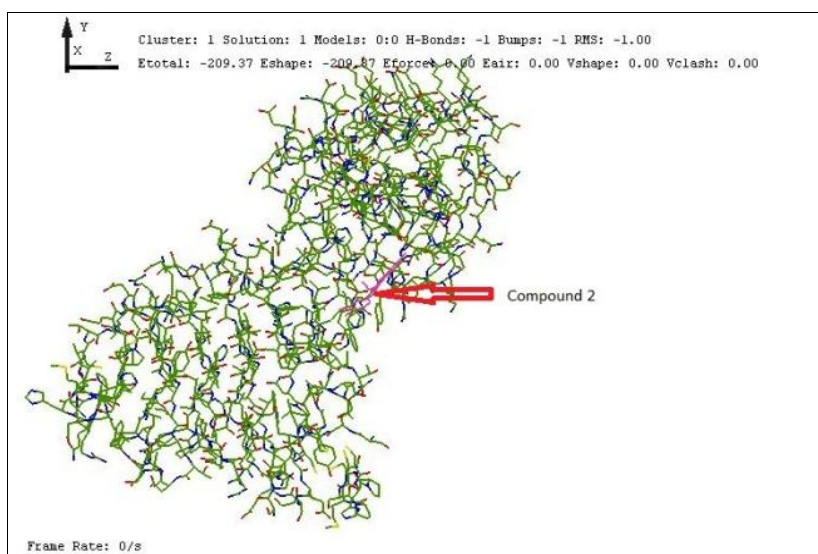 Y
Cluster: 1 Solution: 1 Models: 0:0 H-Bonds: -1 Bumps: -1 RMS: -1.00
X
Z
Etotal: -209.37 Eshape: -209.37 Eforce: 0.00 Eair: 0.00 Vshape: 0.00 Vclash: 0.00
Compound 2
Frame Rate: 0/s